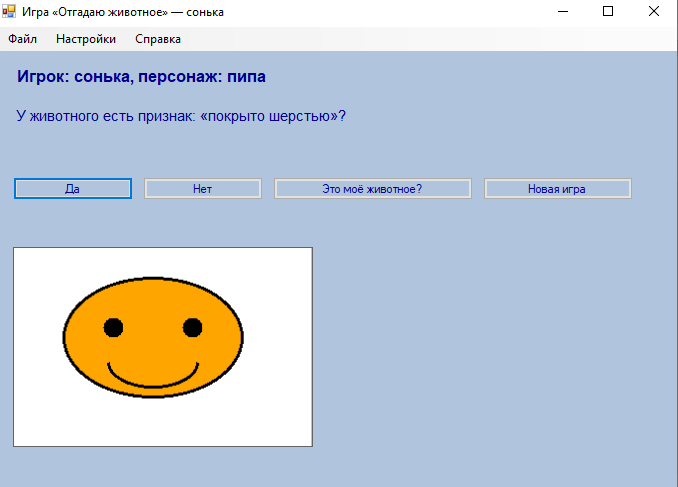 Игра «Отгадаю животное» — сонька
Файл Настройки Справка
Игрок: сонька, персонаж: пипа
У животного есть признак: «покрыто шерстью»?
Да Нет Это моё животное? Новая игра